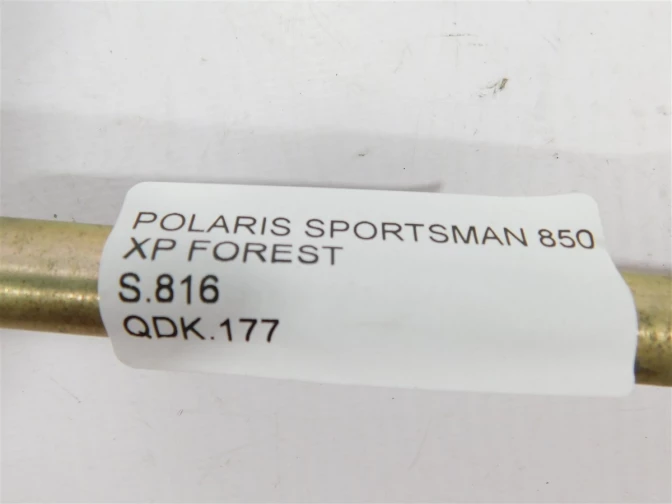 POLARIS SPORTSMAN 850
XP FOREST
S.816
QDK.177